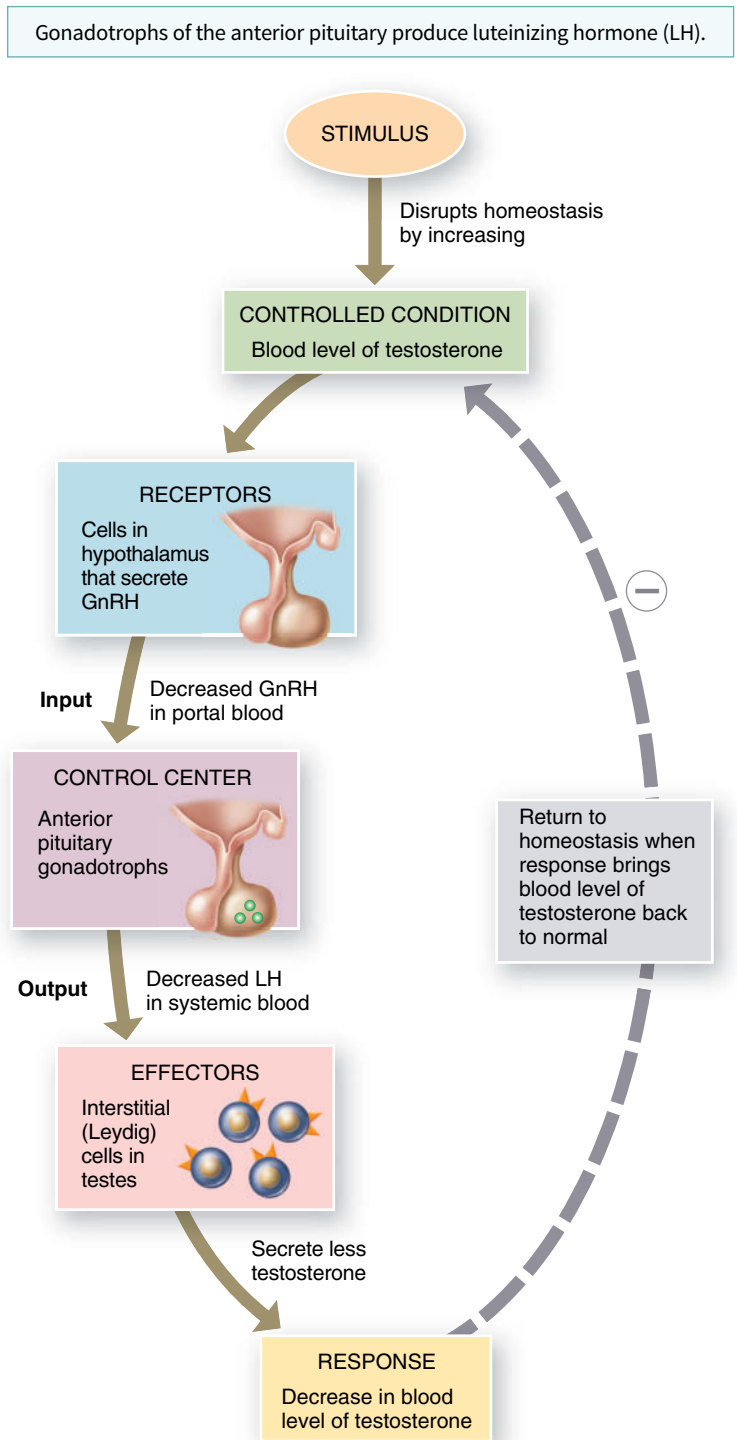 Gonadotrophs of the anterior pituitary produce luteinizing hormone (LH).
STIMULUS
Disrupts homeostasis
by increasing
CONTROLLED CONDITION
Blood level of testosterone
RECEPTORS
Cells in
hypothalamus
that secrete
GnRH
Input
Decreased GnRH
in portal blood
CONTROL CENTER
Anterior
pituitary
gonadotrophs
Output
Decreased LH
in systemic blood
EFFECTORS
Interstitial
(Leydig)
cells in
testes
Secrete less
testosterone
RESPONSE
Decrease in blood
level of testosterone
Return to
homeostasis when
response brings
blood level of
testosterone back
to normal